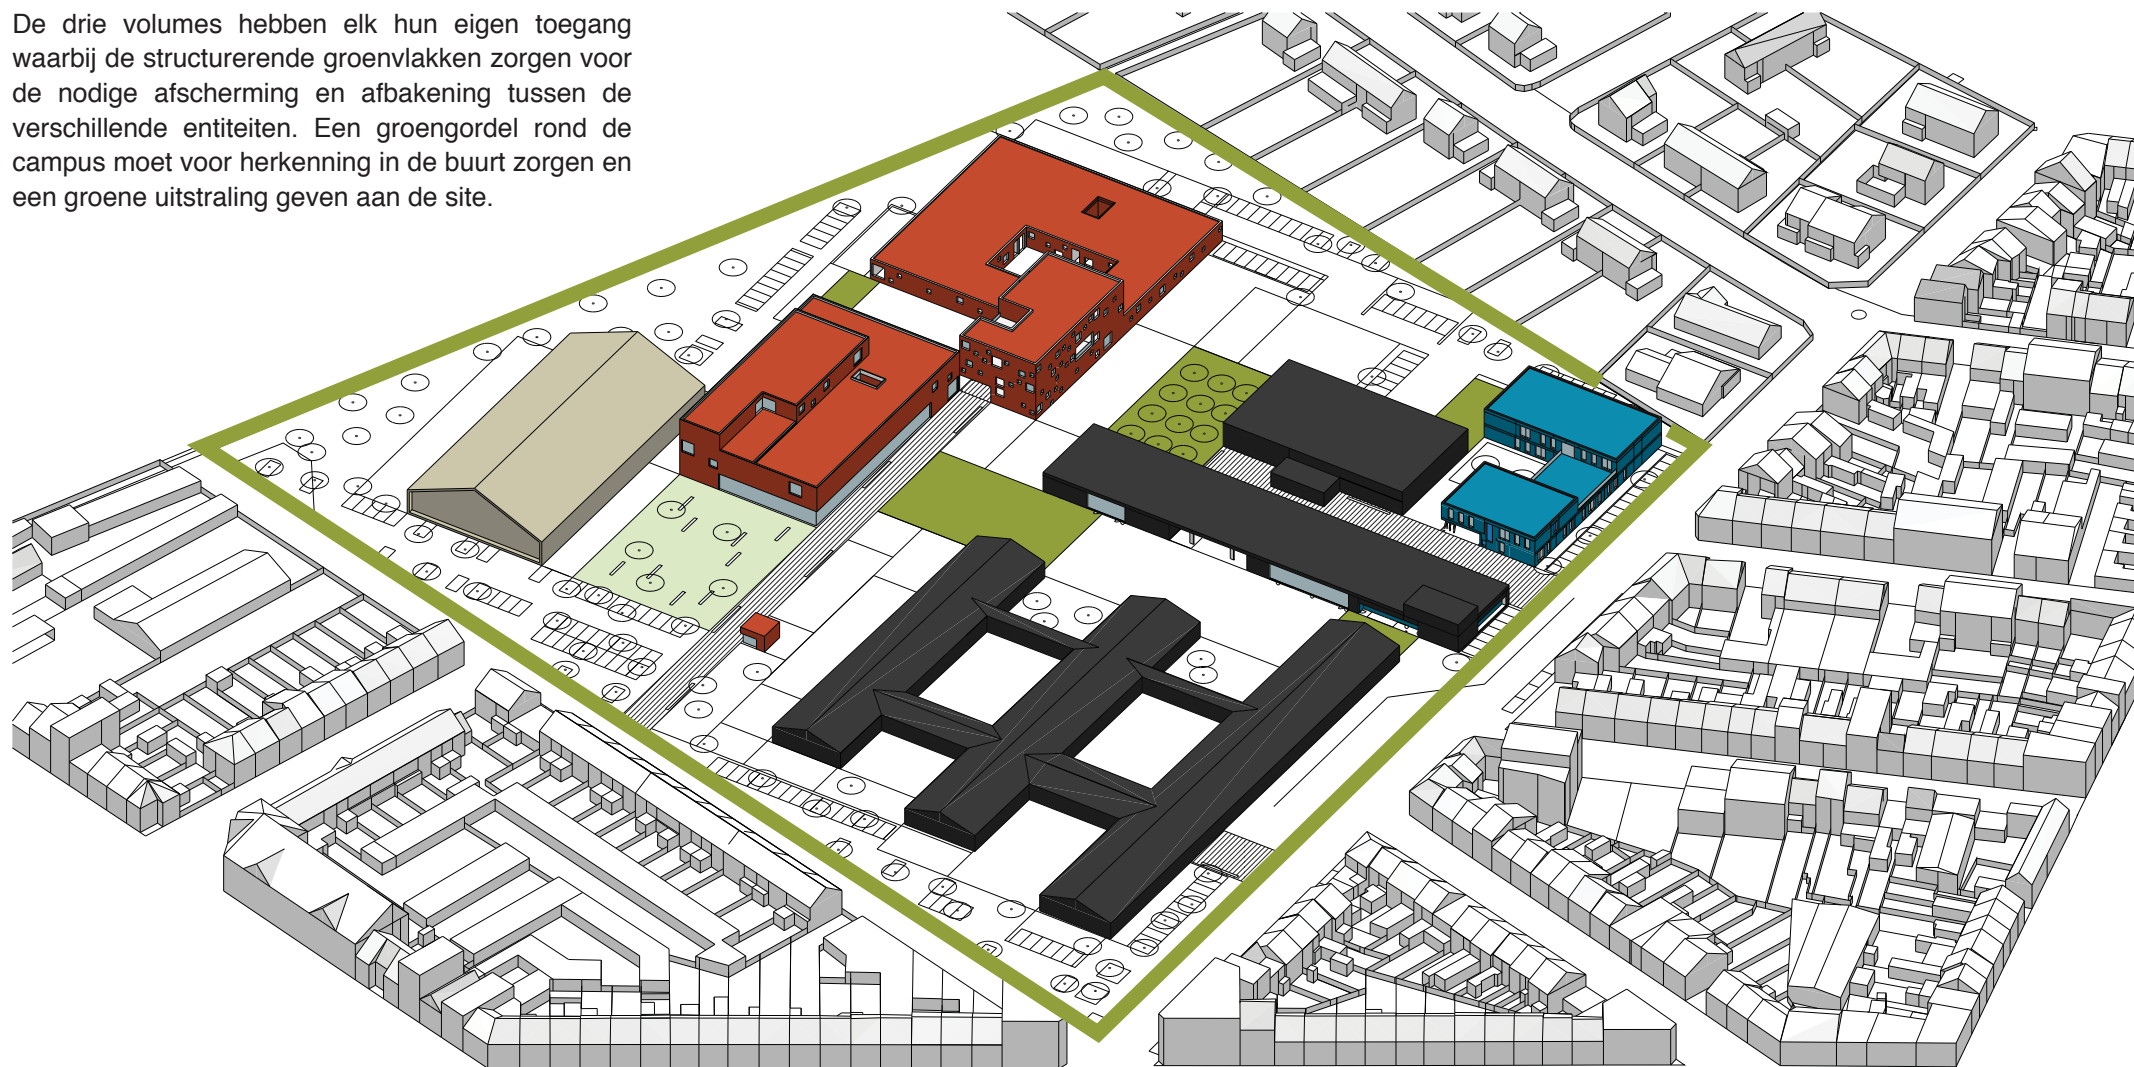 De drie volumes hebben elk hun eigen toegang
waarbij de structurerende groenvlakken zorgen voor
de nodige afscherming en afbakening tussen de
verschillende entiteiten. Een groengordel rond de
campus moet voor herkenning in de buurt zorgen en
een groene uitstraling geven aan de site.